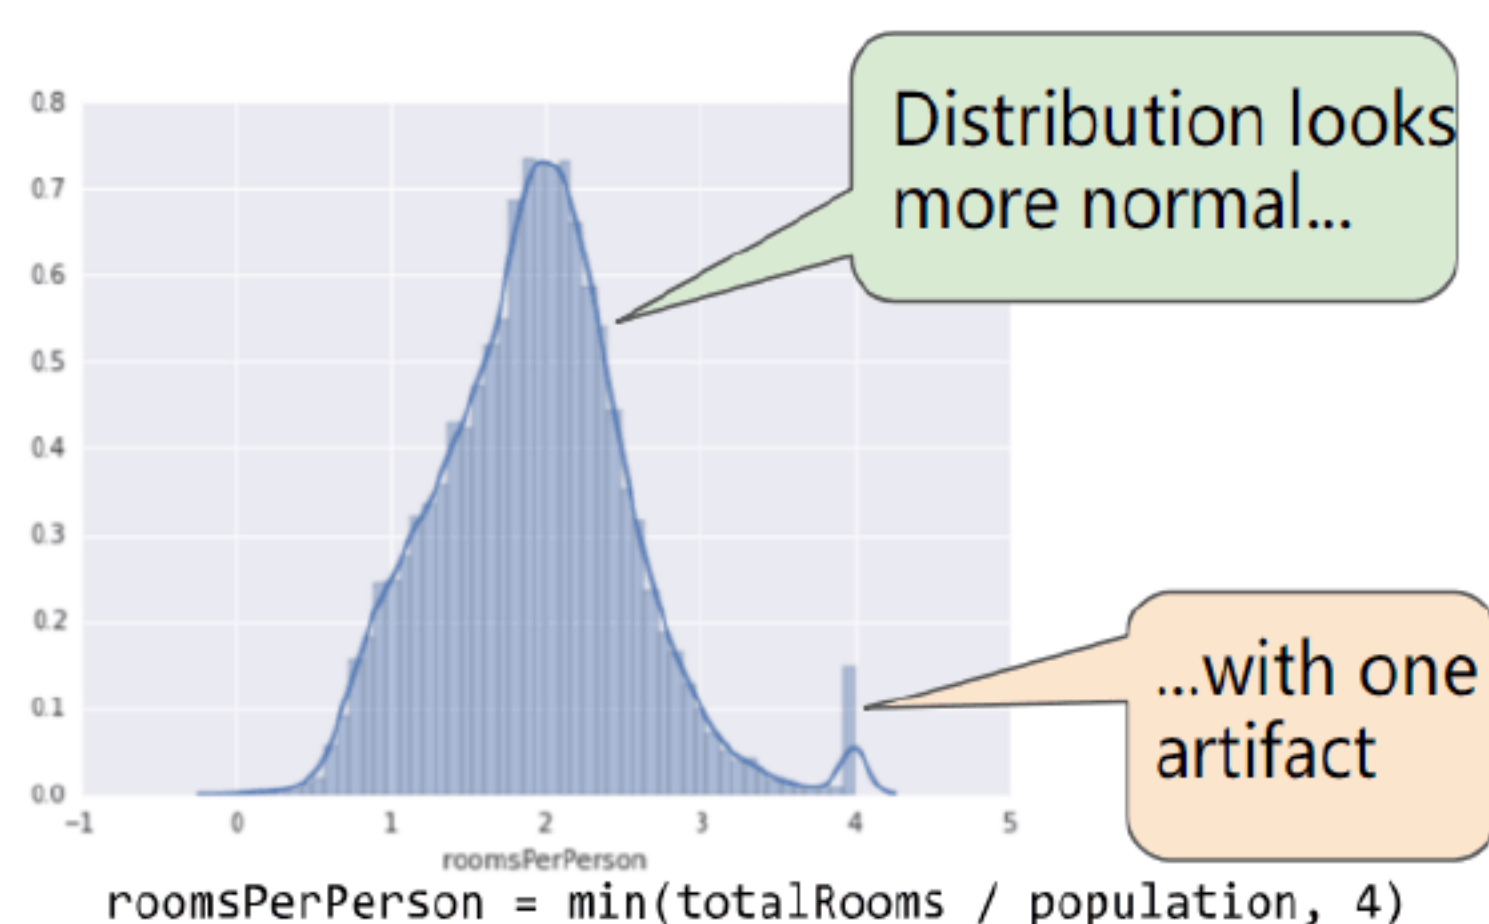 Distribution looks
more normal...
0.8
0.7
0.6
0.5
0.4
0.3
0.2
0.1
0.0
...with one
artifact
−1 0 1 2 3 4 5
roomsPerPerson
roomsPerPerson = min(totalRooms / population, 4)